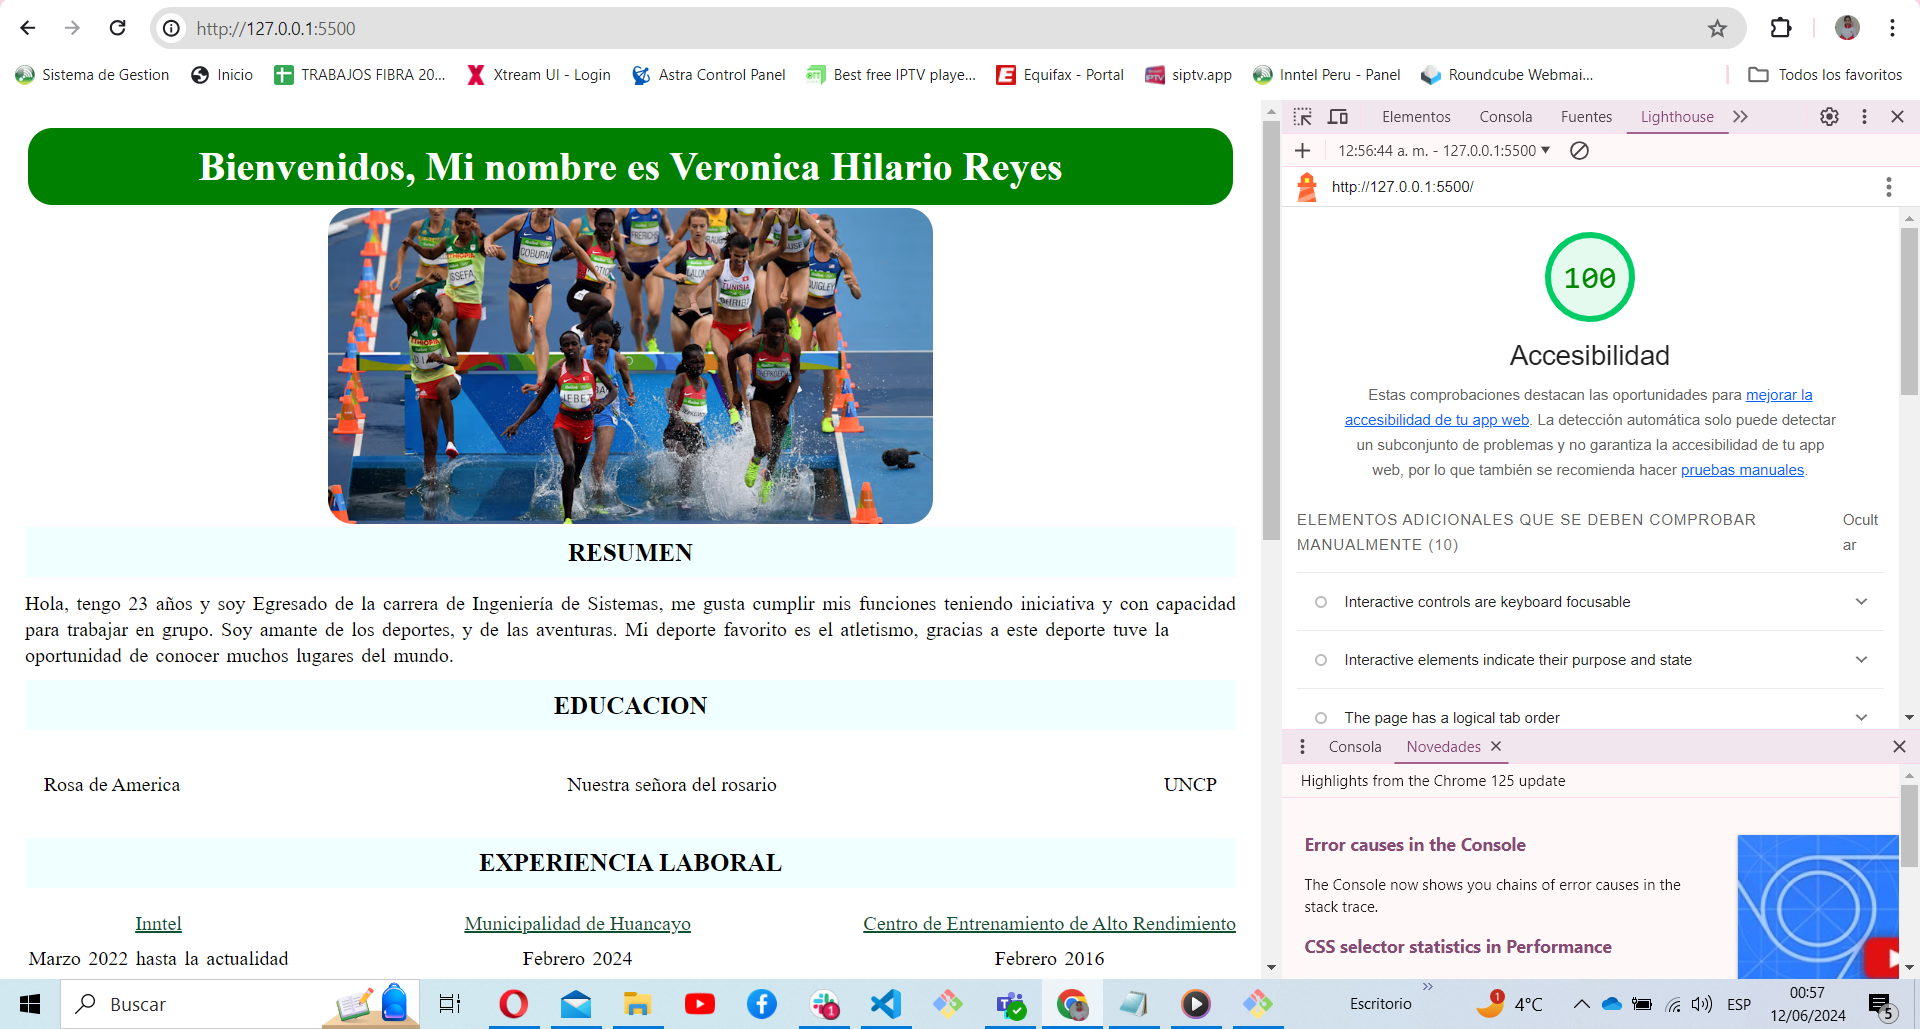 http://127.0.0.1:5500
Sistema de Gestion
Inicio
TRABAJOS FIBRA 20...
Xtream UI - Login
Astra Control Panel
Best free IPTV playe...
Equifax - Portal
siptv.app
Inntel Peru - Panel
Roundcube Webmai...
Todos los favoritos
Bienvenidos, Mi nombre es Veronica Hilario Reyes
COBURN
TUNISIA
RESUMEN
Hola, tengo 23 años y soy Egresado de la carrera de Ingeniería de Sistemas, me gusta cumplir mis funciones teniendo iniciativa y con capacidad
para trabajar en grupo. Soy amante de los deportes, y de las aventuras. Mi deporte favorito es el atletismo, gracias a este deporte tuve la
oportunidad de conocer muchos lugares del mundo.
EDUCACION
Rosa de America
Nuestra señora del rosario
UNCP
EXPERIENCIA LABORAL
Inntel
Municipalidad de Huancayo
Centro de Entrenamiento de Alto Rendimiento
Marzo 2022 hasta la actualidad
Febrero 2024
Febrero 2016
Elementos
Consola
Fuentes
Lighthouse
12:56:44 a. m. - 127.0.0.1:5500
http://127.0.0.1:5500/
100
Accesibilidad
Estas comprobaciones destacan las oportunidades para mejorar la
accesibilidad de tu app web. La detección automática solo puede detectar
un subconjunto de problemas y no garantiza la accesibilidad de tu app
web, por lo que también se recomienda hacer pruebas manuales.
ELEMENTOS ADICIONALES QUE SE DEBEN COMPROBAR
MANUALMENTE (10)
Ocult
ar
Interactive controls are keyboard focusable
Interactive elements indicate their purpose and state
The page has a logical tab order
Consola
Novedades
Highlights from the Chrome 125 update
Error causes in the Console
The Console now shows you chains of error causes in the
stack trace.
CSS selector statistics in Performance
Buscar
Escritorio
1
4°C
ESP
00:57
12/06/2024
5